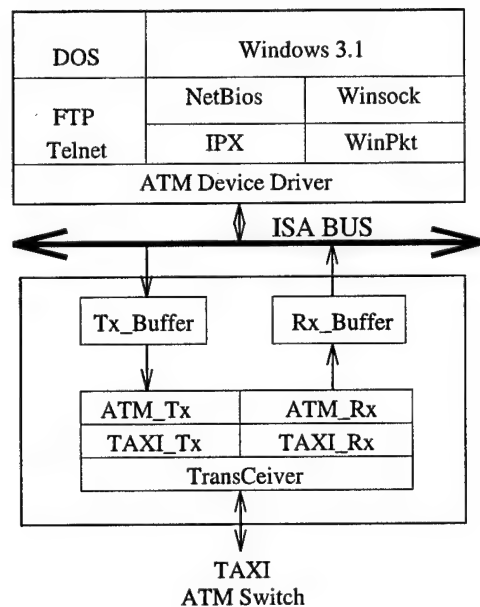 DOS
Windows 3.1
FTP
Telnet
NetBios
Winsock
IPX
WinPkt
ATM Device Driver
ISA BUS
Tx_Buffer
Rx_Buffer
ATM_Tx
ATM_Rx
TAXI_Tx
TAXI_Rx
TransCeiver
TAXI
ATM Switch